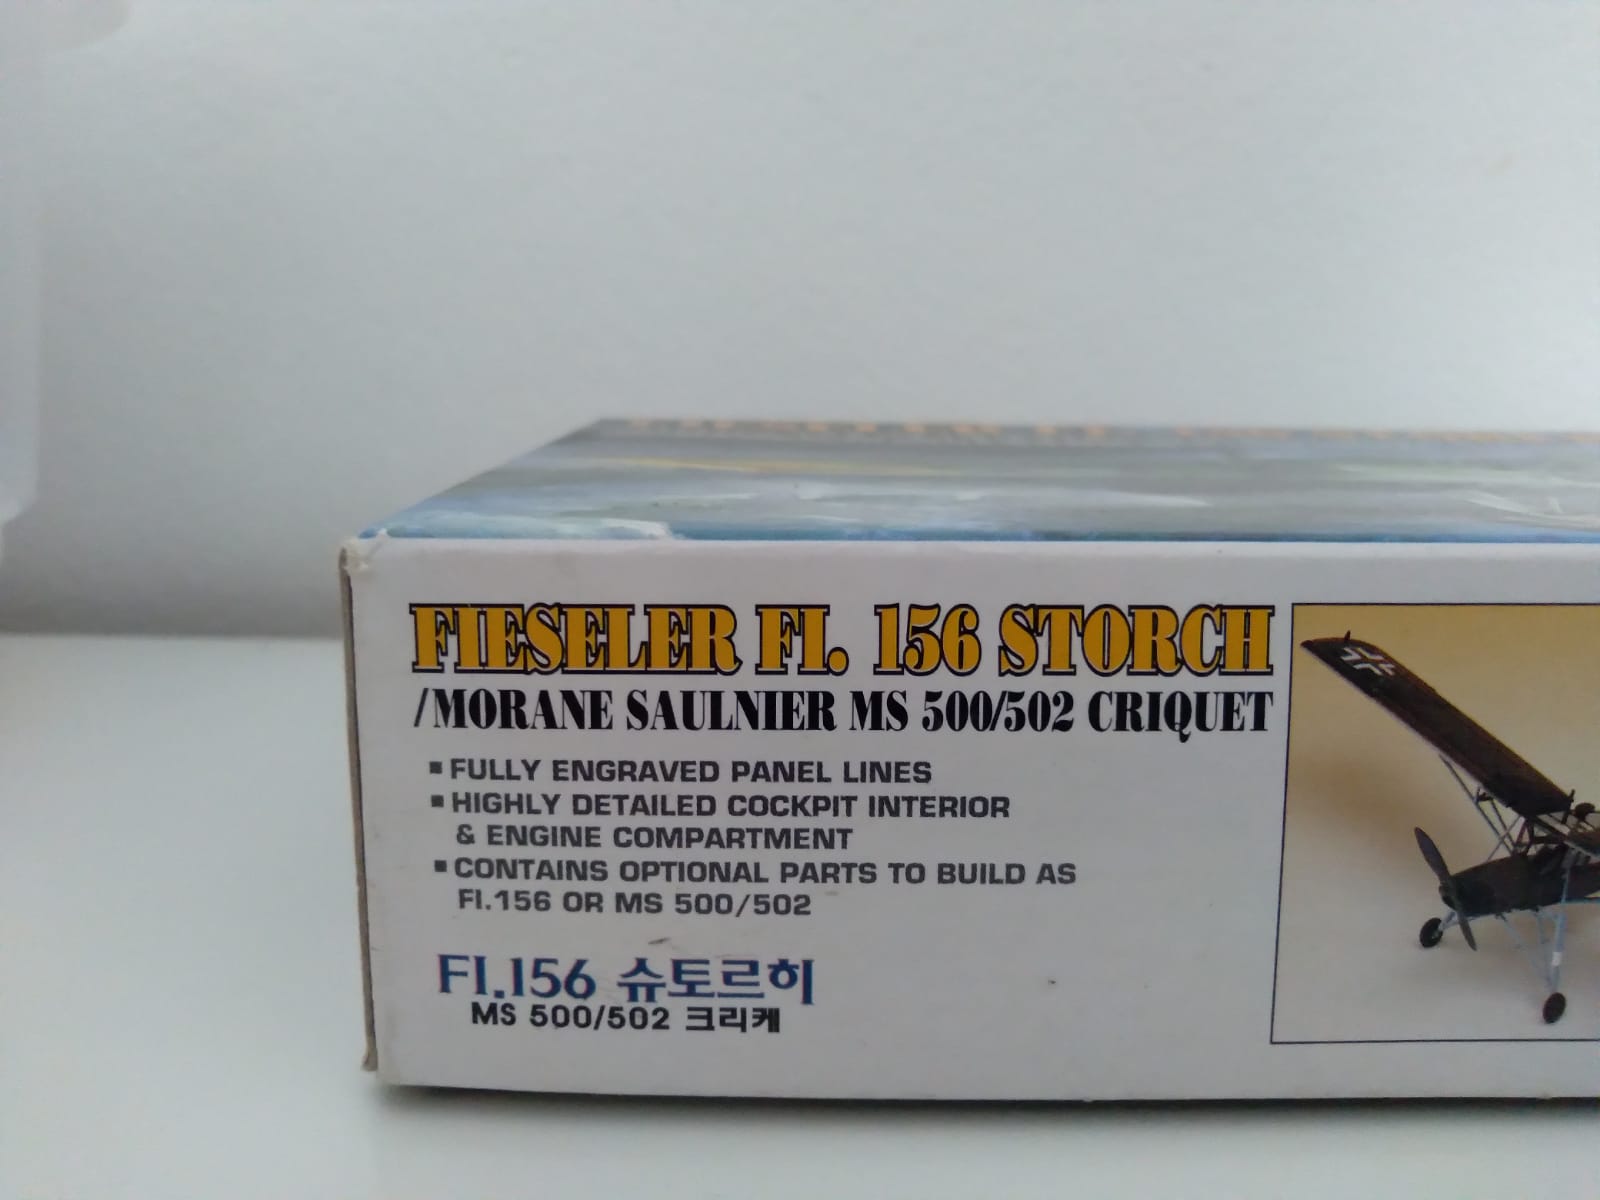 FIESELER FI. 156 STORCH
/MORANE SAULNIER MS 500/502 CRIQUET
▪ FULLY ENGRAVED PANEL LINES
▪ HIGHLY DETAILED COCKPIT INTERIOR
& ENGINE COMPARTMENT
▪ CONTAINS OPTIONAL PARTS TO BUILD AS
FI.156 OR MS 500/502
FI.156 슈토르히
MS 500/502 크리케